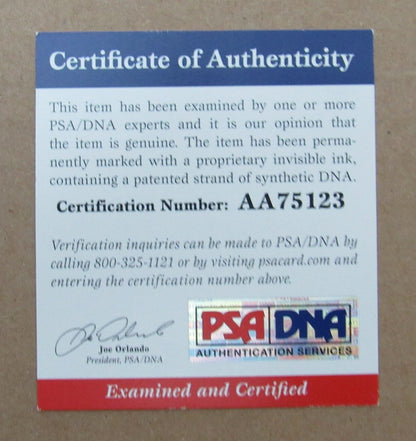 Certificate of Authenticity
This item has been examined by one or more
PSA/DNA experts and it is our opinion that
the item is genuine. The item has been perma-
nently marked with a proprietary invisible ink,
containing a patented strand of synthetic DNA.
Certification Number: AA75123
Verification inquiries can be made to PSA/DNA by
calling 800-325-1121 or by visiting psacard.com and
entering the certification number above.
Joe Orlando
President, PSA/DNA
PSA DNA
AUTHENTICATION SERVICES
Examined and Certified